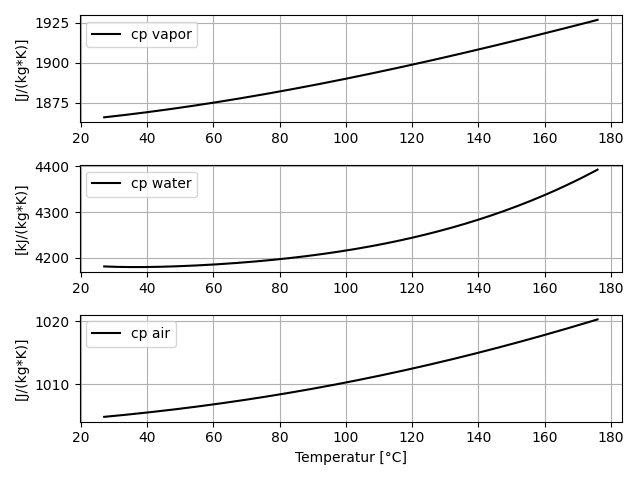 1925
1900
1875
[J/(kg*K)]
cp vapor
20 40 60 80 100 120 140 160 180
4400
4300
4200
[kJ/(kg*K)]
cp water
20 40 60 80 100 120 140 160 180
1020
1010
[J/(kg*K)]
cp air
20 40 60 80 100 120 140 160 180
Temperatur [°C]